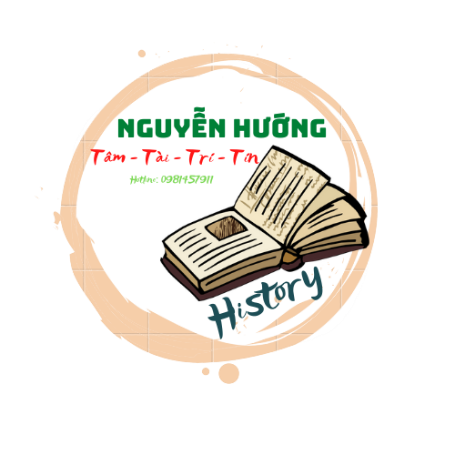 NGUYỄN HƯỚNG
Tâm - Tài - Trí - Tín
Hotline: 0981457911
History